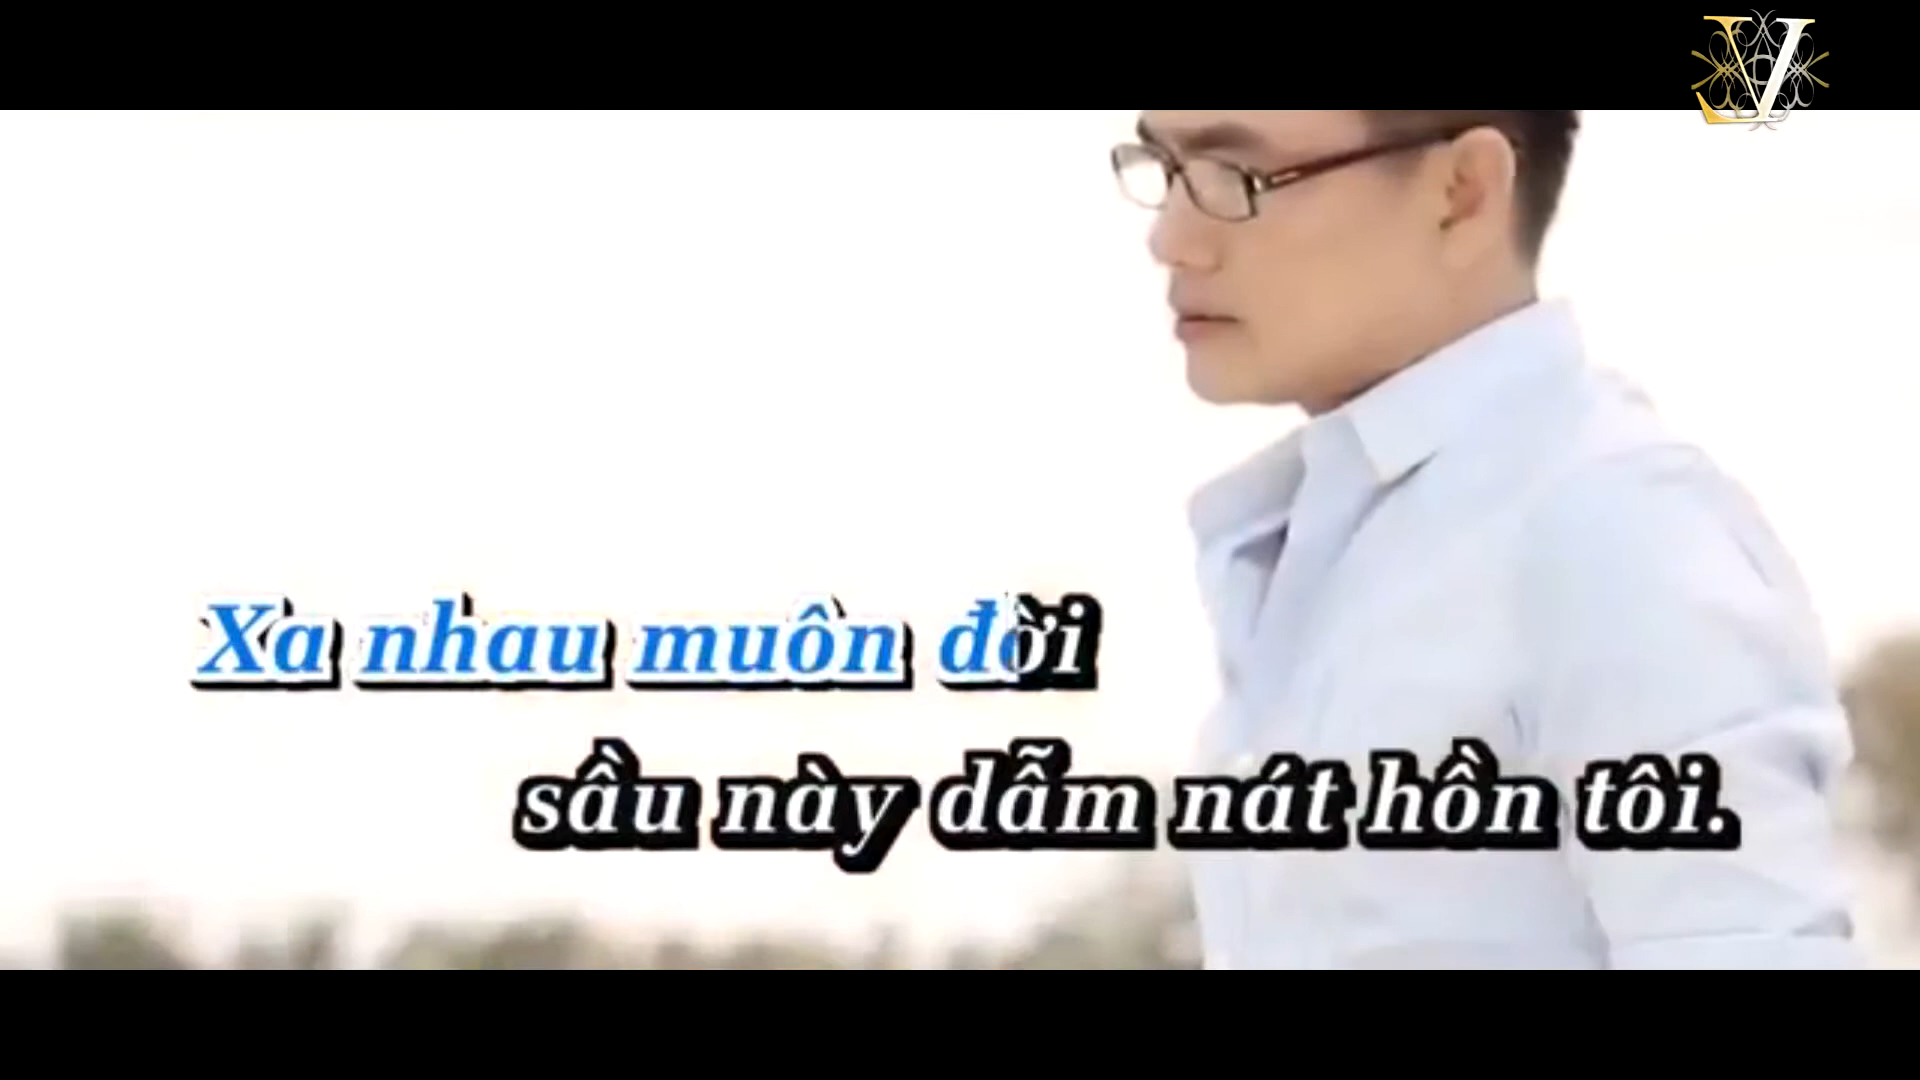 Xa nhau muôn đời
sầu này dẫm nát hồn tôi.